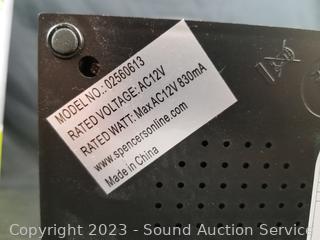 MODEL NO.: 02560613
RATED VOLTAGE: AC12V
RATED WATT: Max AC12V 830mA
www.spencersonline.com
Made in China
Copyright 2023 - Sound Auction Service